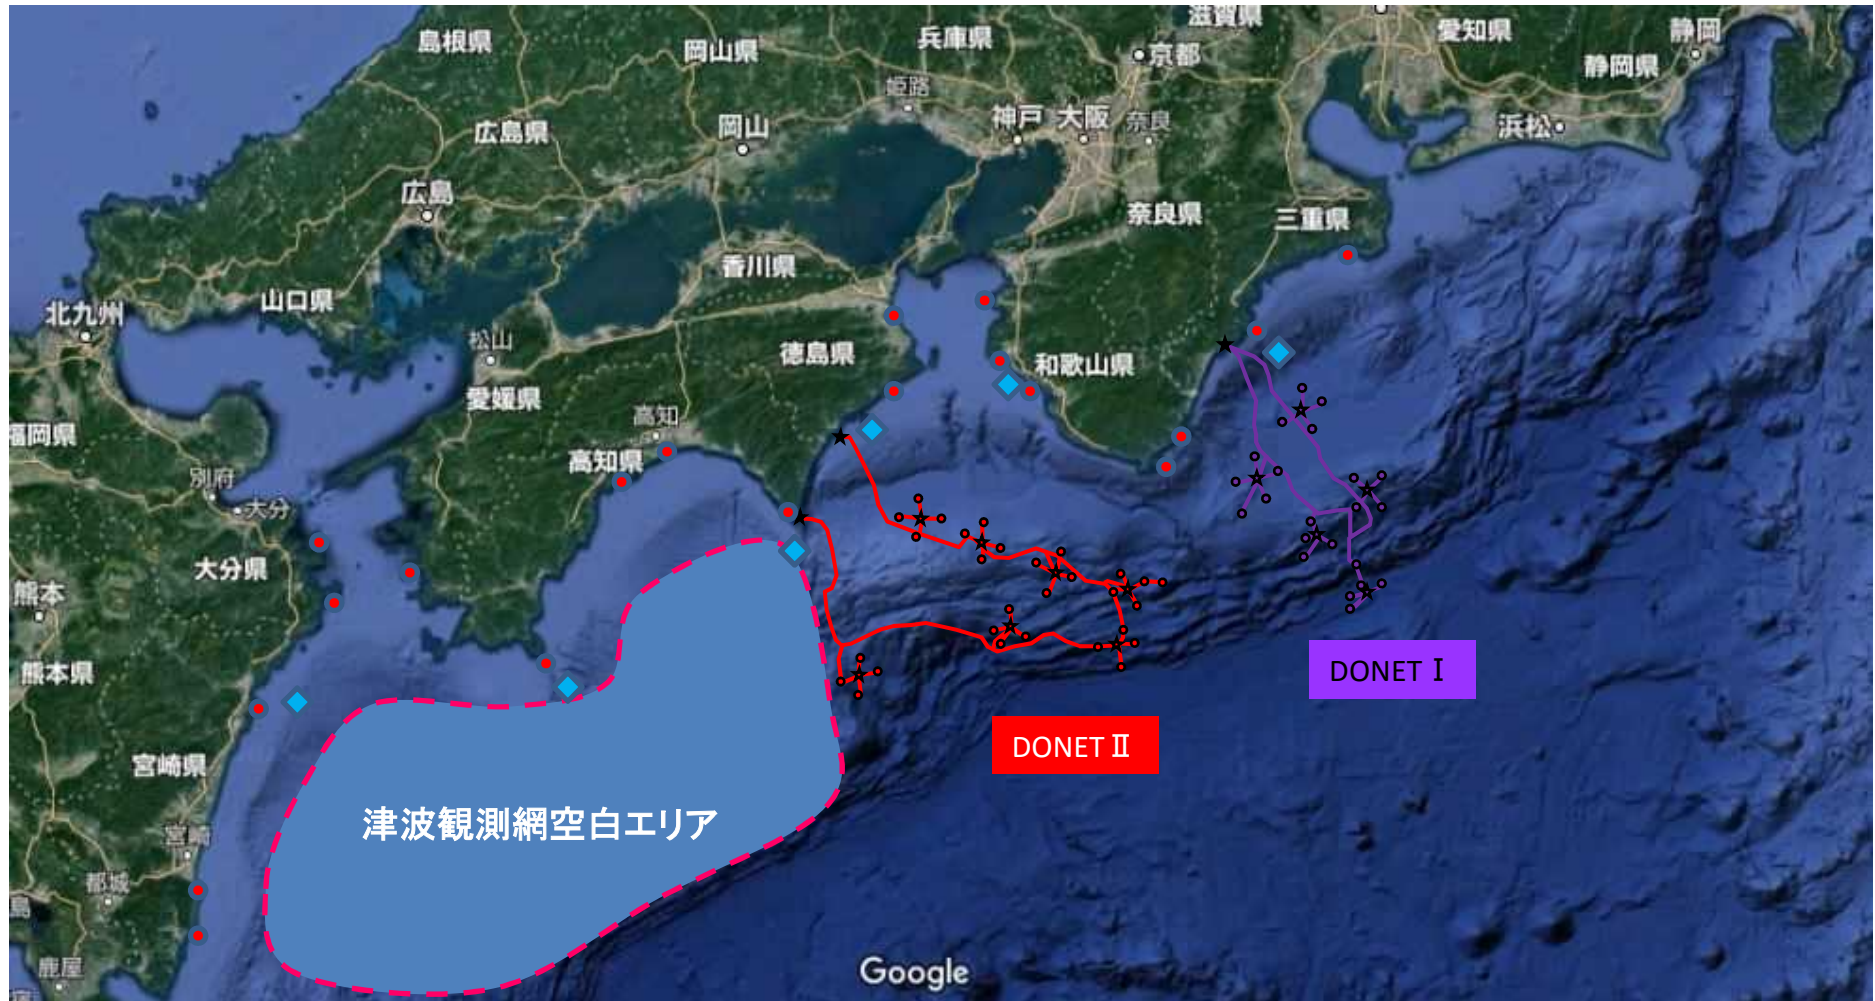 滋賀県
島根県
岡山県
兵庫県
京都
愛知県
静岡
静岡県
姫路
広島県
岡山
神戸
大阪
奈良
浜松
広島
奈良県
三重県
香川県
山口県
北九州
松山
徳島県
和歌山県
愛媛県
高知
福岡県
高知県
別府
大分
大分県
熊本
熊本県
DONET Ⅰ
DONET Ⅱ
宮崎県
津波観測網空白エリア
宮崎
都城
島
鹿屋
Google